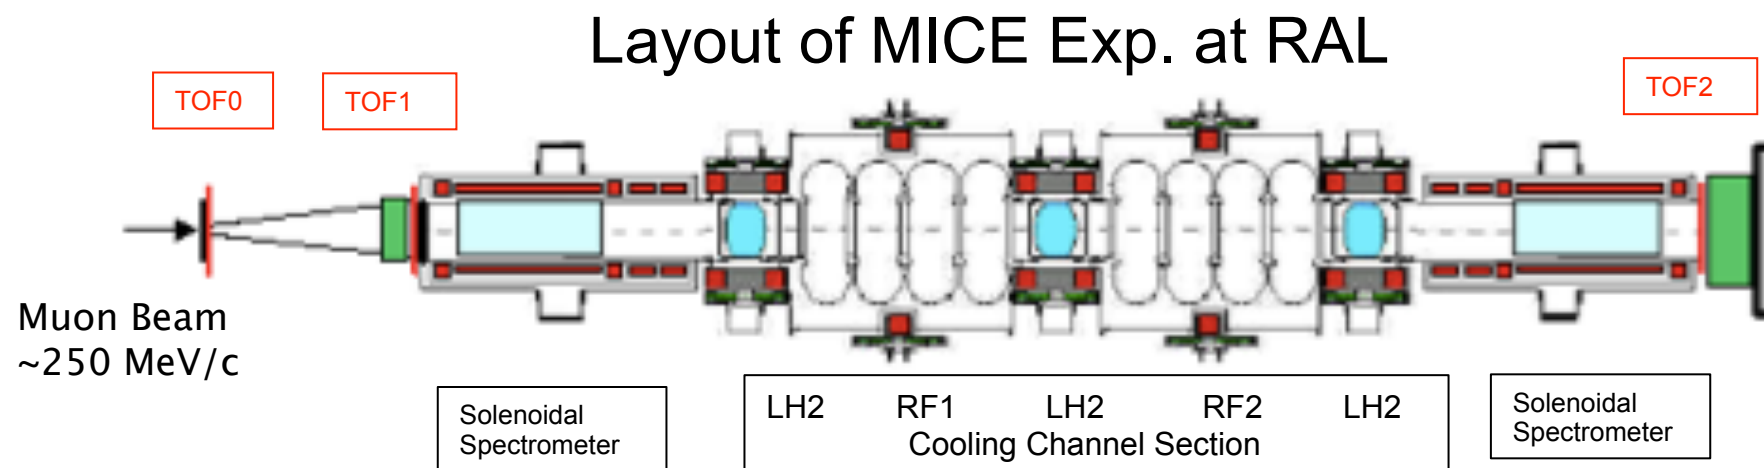 Layout of MICE Exp. at RAL
TOF0
TOF1
TOF2
Muon Beam
~250 MeV/c
Solenoidal
Spectrometer
LH2 RF1 LH2 RF2 LH2
Cooling Channel Section
Solenoidal
Spectrometer